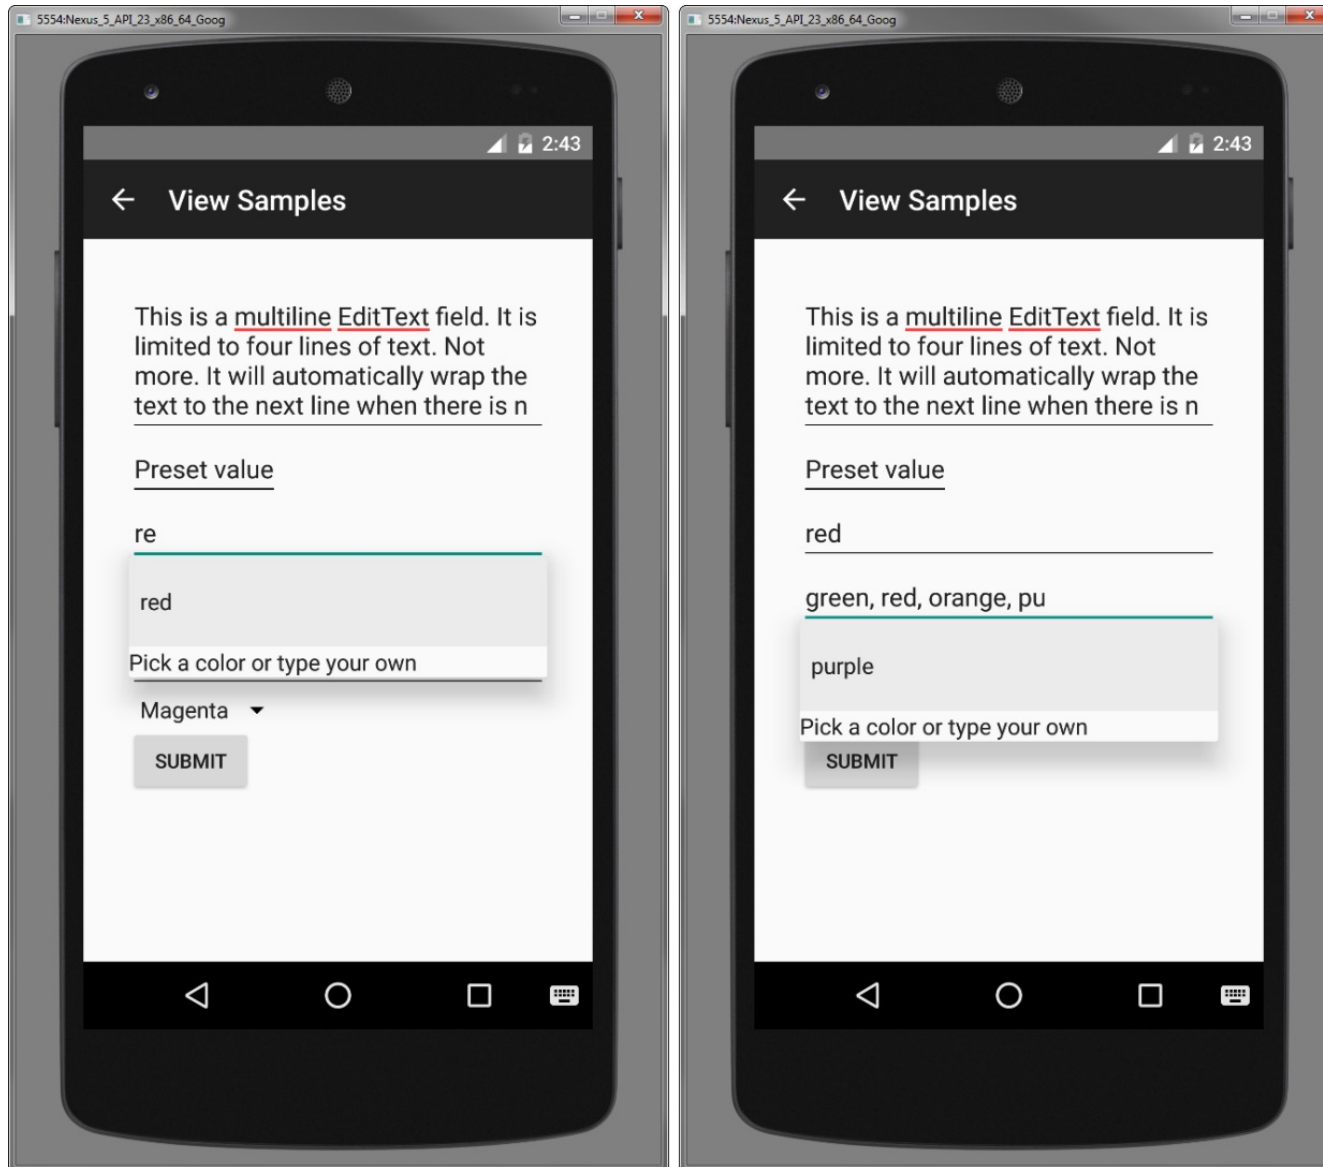 5554:Nexus_5_API_23_x86_64_Goog
2:43
View Samples
This is a multiline EditText field. It is
limited to four lines of text. Not
more. It will automatically wrap the
text to the next line when there is n
Preset value
re
red
Pick a color or type your own
Magenta
SUBMIT
5554:Nexus_5_API_23_x86_64_Goog
2:43
View Samples
This is a multiline EditText field. It is
limited to four lines of text. Not
more. It will automatically wrap the
text to the next line when there is n
Preset value
red
green, red, orange, pu
purple
Pick a color or type your own
SUBMIT